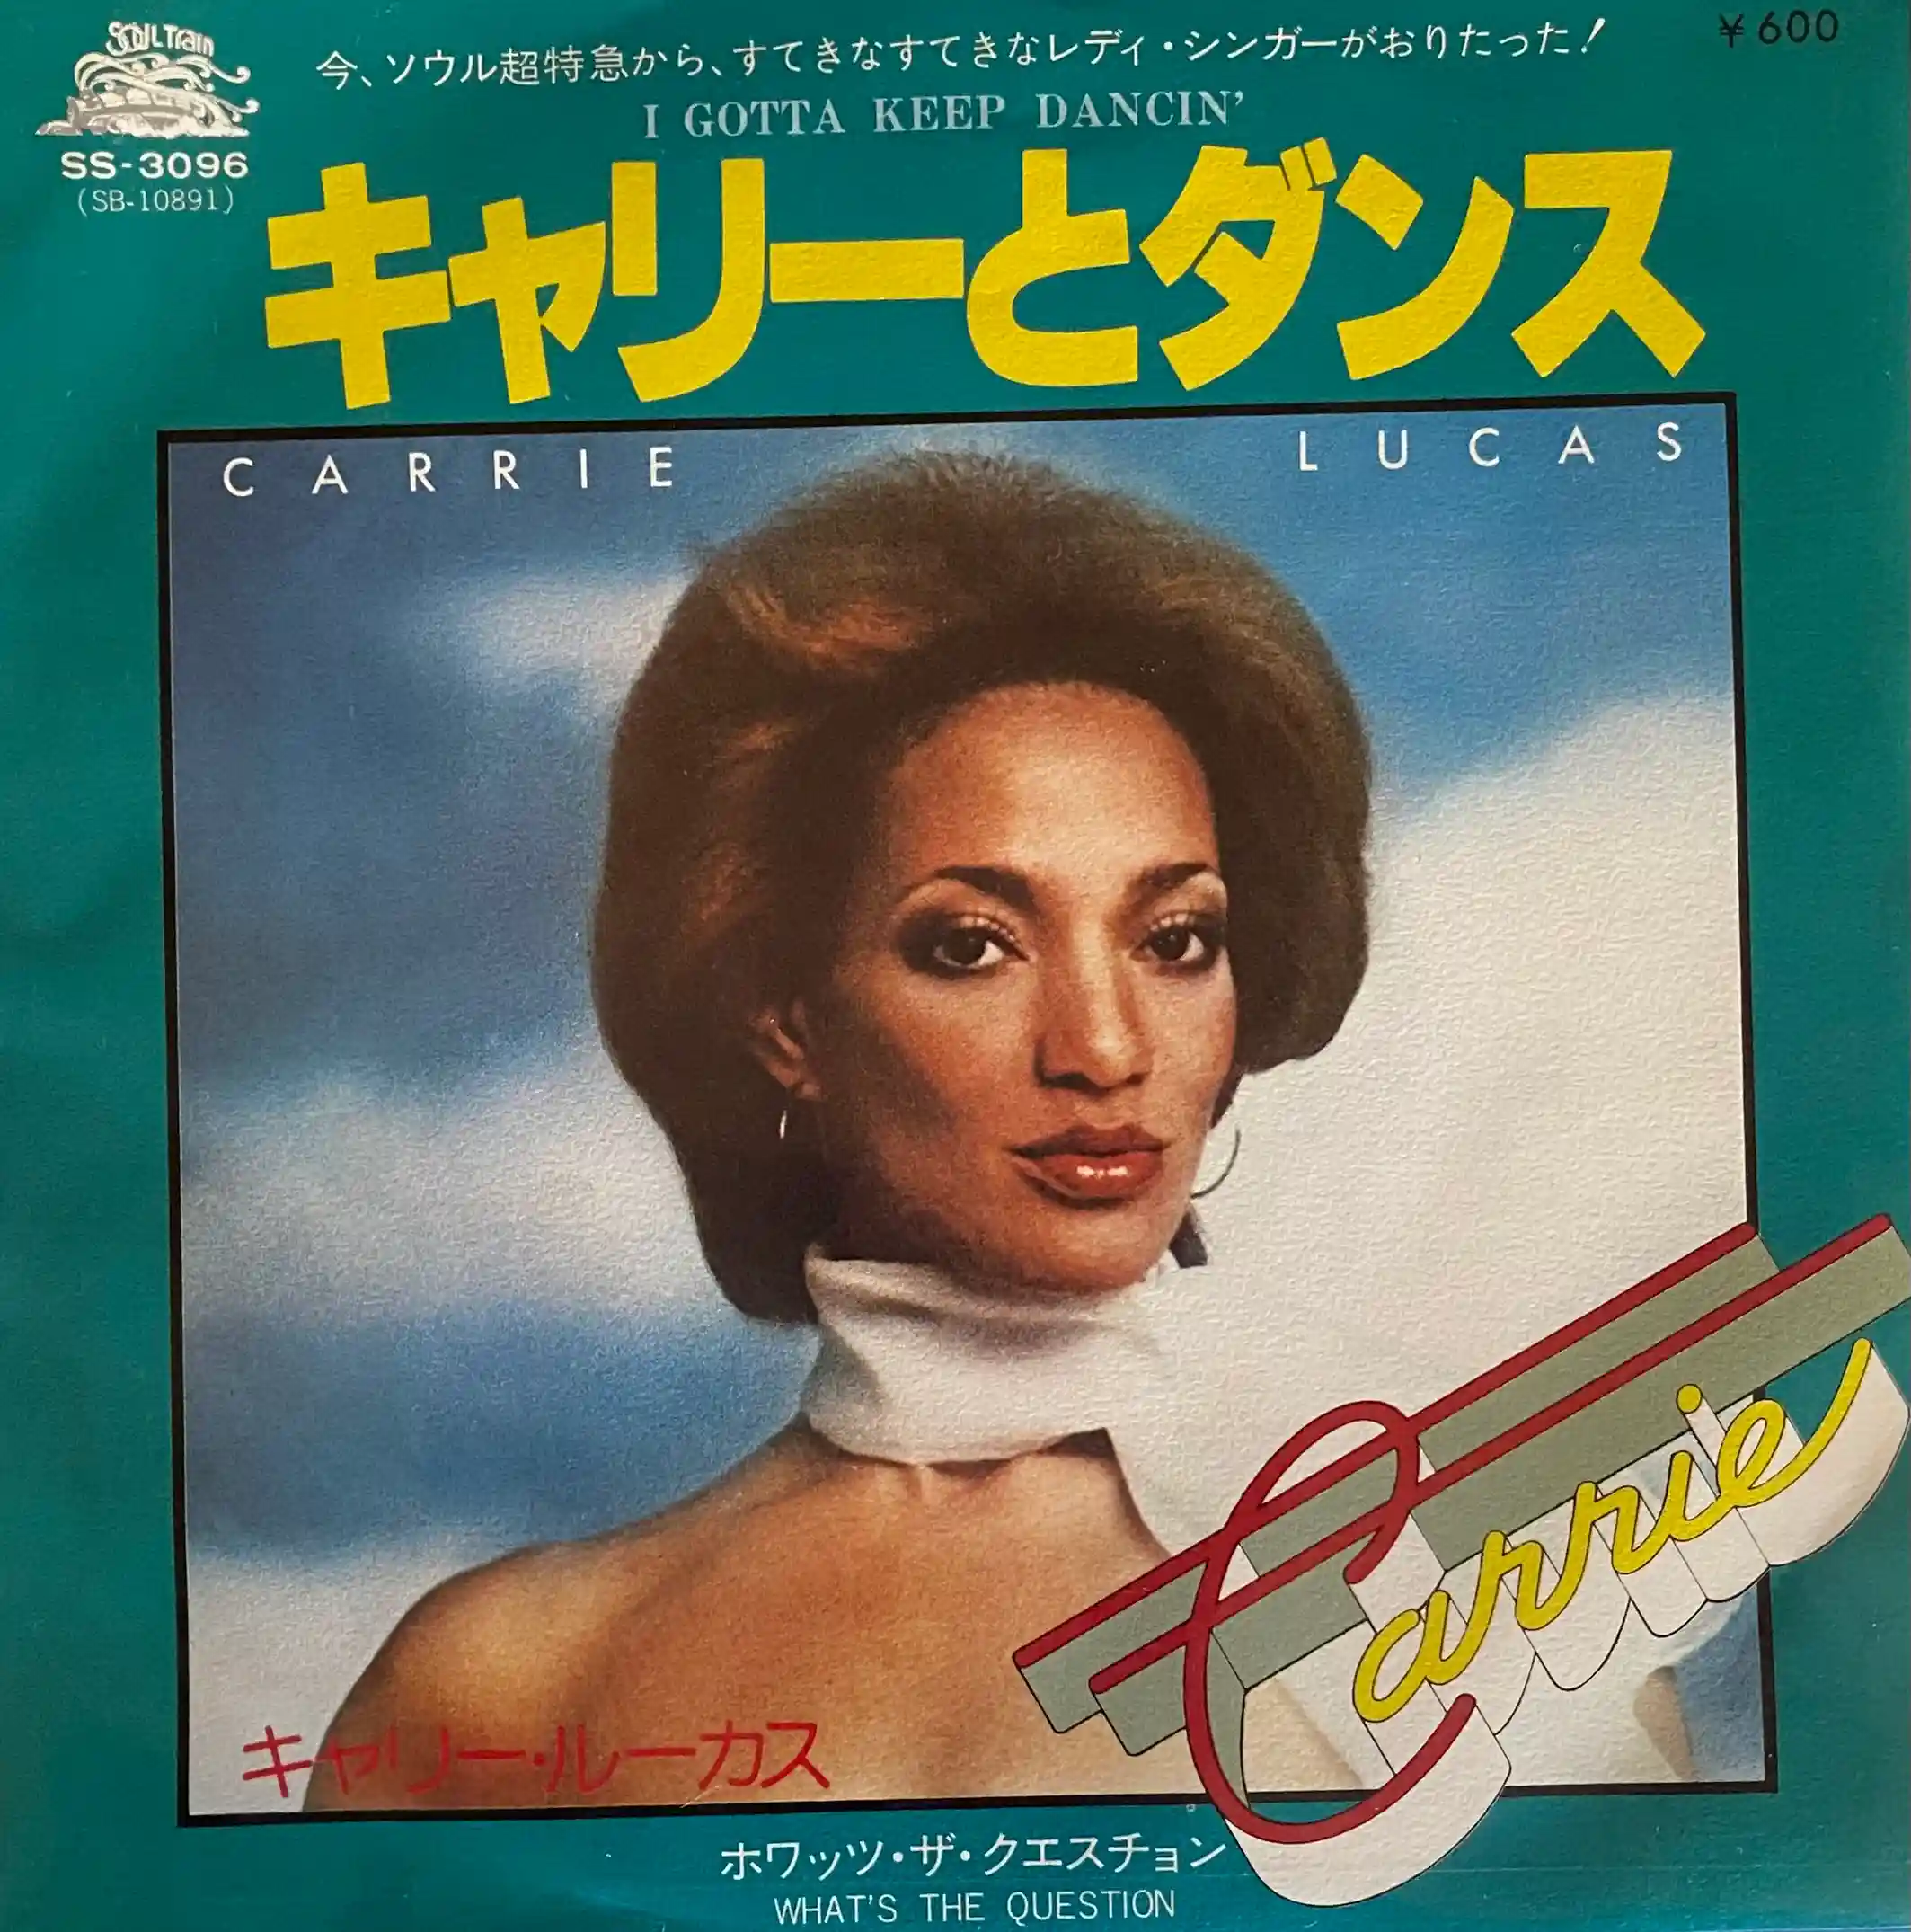 SOUL Train
SS-3096
(SB-10891)
今、ソウル超特急から、すてきなすてきなレディ・シンガーがおりたった!
¥600
I GOTTA KEEP DANCIN'
キャリーとダンス
CARRIE LUCAS
Carrie
キャリー・ルーカス
ホワッツ・ザ・クエスチョン
WHAT'S THE QUESTION